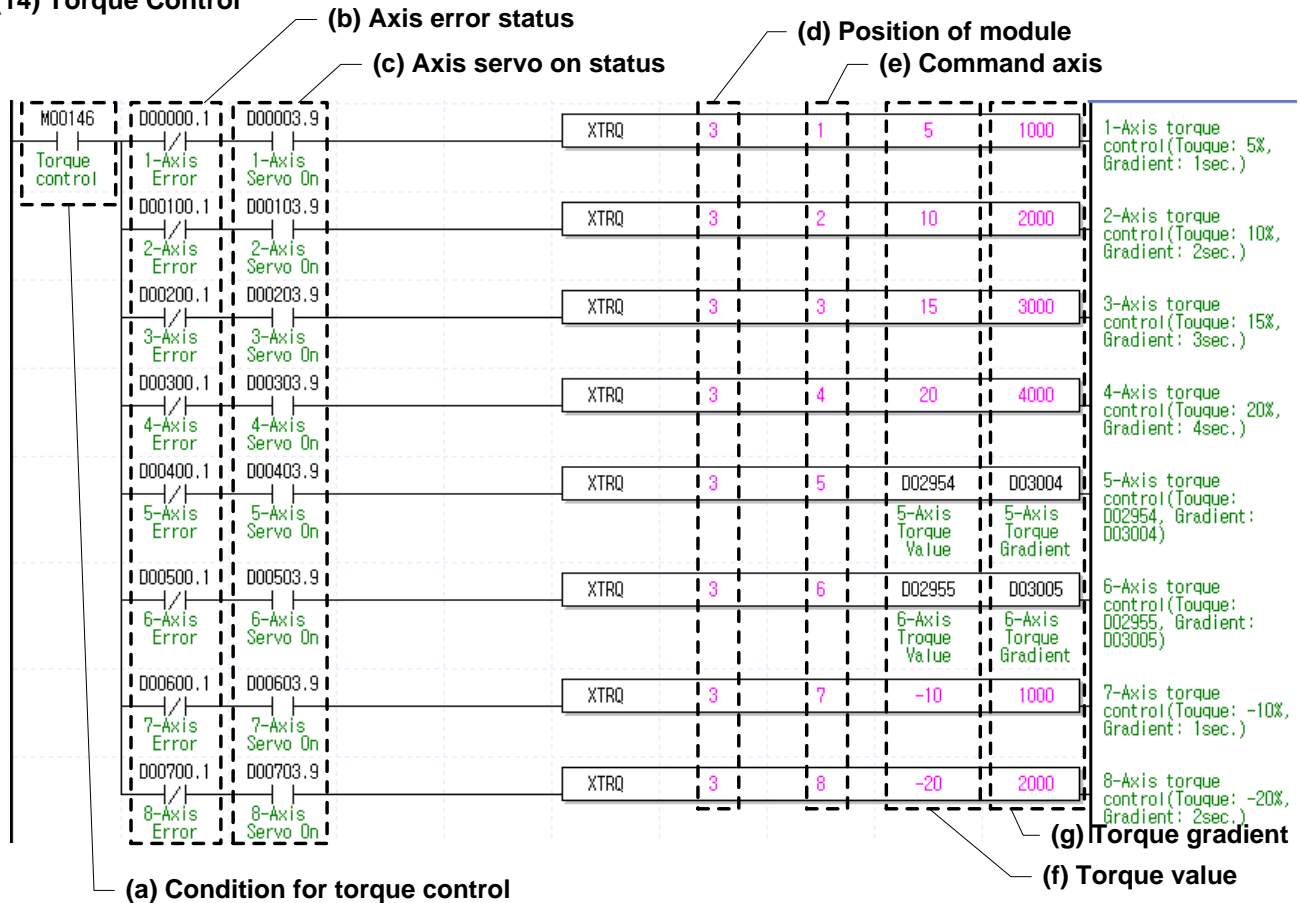 (14) Torque Control
(b) Axis error status
(d) Position of module
(c) Axis servo on status
(e) Command axis
M00146
D00000.1
D00003.9
XTRQ 3 1 5 1000
Torque
control
1-Axis
Error
1-Axis
Servo On
1-Axis torque
control(Touque: 5%,
Gradient: 1sec.)
D00100.1
D00103.9
XTRQ 3 2 10 2000
2-Axis
Error
2-Axis
Servo On
2-Axis torque
control(Touque: 10%,
Gradient: 2sec.)
D00200.1
D00203.9
XTRQ 3 3 15 3000
3-Axis
Error
3-Axis
Servo On
3-Axis torque
control(Touque: 15%,
Gradient: 3sec.)
D00300.1
D00303.9
XTRQ 3 4 20 4000
4-Axis
Error
4-Axis
Servo On
4-Axis torque
control(Touque: 20%,
Gradient: 4sec.)
D00400.1
D00403.9
XTRQ 3 5 D02954 D03004
5-Axis
Error
5-Axis
Servo On
5-Axis
Torque
Value
5-Axis
Torque
Gradient
5-Axis torque
control(Touque:
D02954, Gradient:
D03004)
D00500.1
D00503.9
XTRQ 3 6 D02955 D03005
6-Axis
Error
6-Axis
Servo On
6-Axis
Troque
Value
6-Axis
Torque
Gradient
6-Axis torque
control(Touque:
D02955, Gradient:
D03005)
D00600.1
D00603.9
XTRQ 3 7 -10 1000
7-Axis
Error
7-Axis
Servo On
7-Axis torque
control(Touque: -10%,
Gradient: 1sec.)
D00700.1
D00703.9
XTRQ 3 8 -20 2000
8-Axis
Error
8-Axis
Servo On
8-Axis torque
control(Touque: -20%,
Gradient: 2sec.)
(g) Torque gradient
(f) Torque value
(a) Condition for torque control